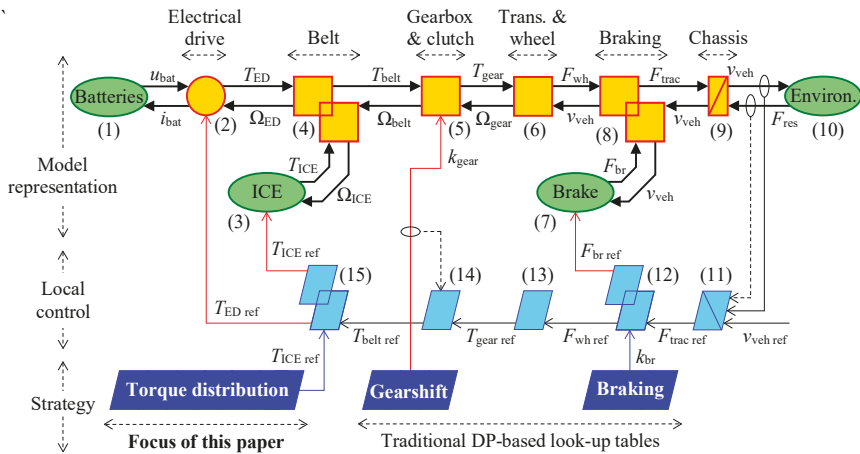 Electrical
drive
Belt
Gearbox
& clutch
Trans. &
wheel
Braking
Chassis
Batteries
u_bat
i_bat
(1)
(2)
T_ED
Ω_ED
(4)
T_belt
Ω_belt
(5)
T_gear
Ω_gear
(6)
F_wh
v_veh
(8)
F_trac
v_veh
(9)
v_veh
F_res
Environ.
(10)
Model
representation
T_ICE
Ω_ICE
ICE
(3)
k_gear
F_br
v_veh
Brake
(7)
Local
control
T_ICE ref
(15)
(14)
(13)
F_br ref
(12)
(11)
T_ED ref
T_belt ref
T_gear ref
F_wh ref
F_trac ref
v_veh ref
T_ICE ref
k_br
Strategy
Torque distribution
Gearshift
Braking
Focus of this paper
Traditional DP-based look-up tables